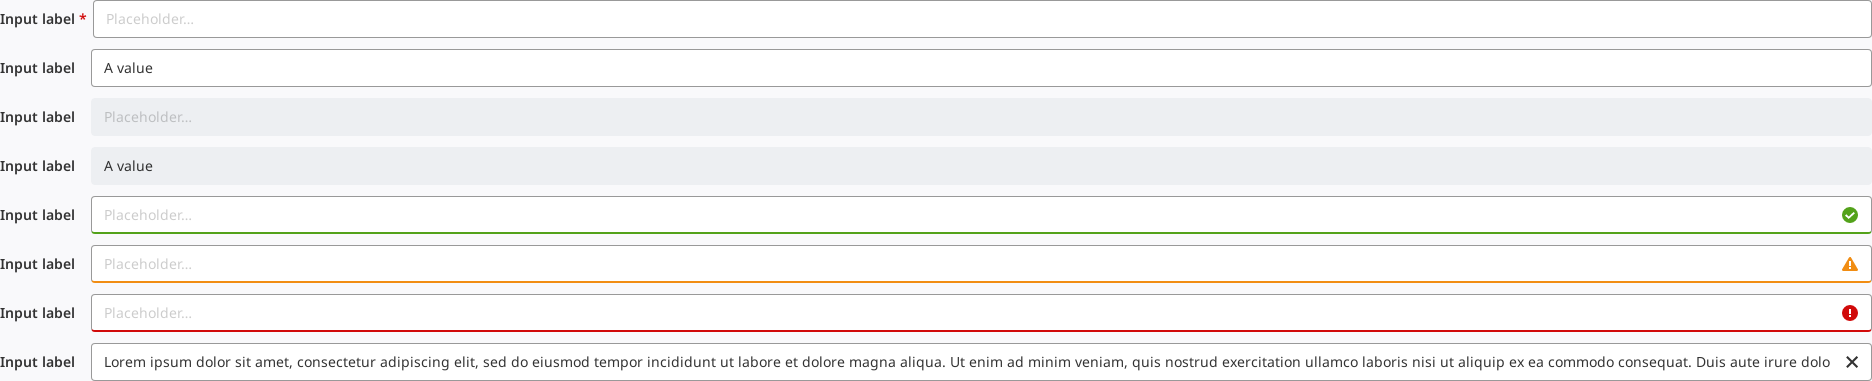 Input label * Placeholder...
Input label A value
Input label Placeholder...
Input label A value
Input label Placeholder...
Input label Placeholder...
Input label Placeholder...
Input label Lorem ipsum dolor sit amet, consectetur adipiscing elit, sed do eiusmod tempor incididunt ut labore et dolore magna aliqua. Ut enim ad minim veniam, quis nostrud exercitation ullamco laboris nisi ut aliquip ex ea commodo consequat. Duis aute irure dolo